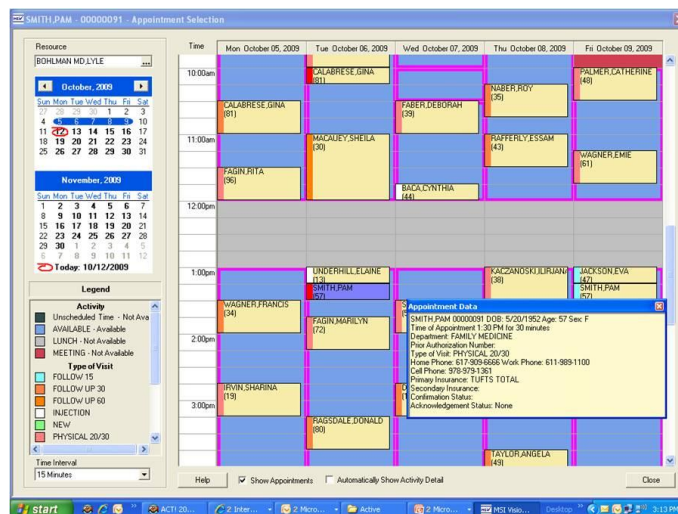 SMITH,PAM - 00000091 - Appointment Selection
Resource
BOHLMAN MD,LYLE
...
October, 2009
Sun Mon Tue Wed Thu Fri Sat
27 28 29 30 1 2 3
4 5 6 7 8 9 10
11 12 13 14 15 16 17
18 19 20 21 22 23 24
25 26 27 28 29 30 31
November, 2009
Sun Mon Tue Wed Thu Fri Sat
1 2 3 4 5 6 7
8 9 10 11 12 13 14
15 16 17 18 19 20 21
22 23 24 25 26 27 28
29 30 1 2 3 4 5
6 7 8 9 10 11 12
Today: 10/12/2009
Legend
Activity
Unscheduled Time - Not Ava
AVAILABLE - Available
LUNCH - Not Available
MEETING - Not Available
Type of Visit
FOLLOW 15
FOLLOW UP 30
FOLLOW UP 60
INJECTION
NEW
PHYSICAL 20/30
Time Interval
15 Minutes
Time
Mon October 05, 2009
Tue October 06, 2009
Wed October 07, 2009
Thu October 08, 2009
Fri October 09, 2009
10:00am
11:00am
12:00pm
1:00pm
2:00pm
3:00pm
CALABRESE,GINA
(81)
FAGIN,RITA
(96)
WAGNER,FRANCIS
(34)
IRVIN,SHARINA
(19)
CALABRESE,GINA
(81)
MACAUEY,SHEILA
(30)
UNDERHILL,ELAINE
(13)
SMITH,PAM
(57)
FAGIN,MARILYN
(72)
RAGSDALE,DONALD
(80)
FABER,DEBORAH
(39)
BACA,CYNTHIA
(44)
NABER,ROY
(35)
RAFFERLY,ESSAM
(43)
(38)
TAYLOR,ANGELA
(49)
PALMER,CATHERINE
(48)
WAGNER,EMIE
(61)
JACKSON,EVA
(47)
SMITH,PAM
(57)
Appointment Data
SMITH,PAM 00000091 DOB: 5/20/1952 Age: 57 Sex: F
Time of Appointment 1:30 PM for 30 minutes
Department: FAMILY MEDICINE
Prior Authorization Number:
Type of Visit: PHYSICAL 20/30
Home Phone: 617-909-6666 Work Phone: 611-989-1100
Cell Phone: 978-979-1361
Primary Insurance: TUFTS TOTAL
Secondary Insurance:
Confirmation Status:
Acknowledgement Status: None
Help
Show Appointments
Automatically Show Activity Detail
Close
start
ACT! 20...
2 Inter...
2 Micro...
Active
2 Micro...
MSI Visio...
Desktop
3:13 PM